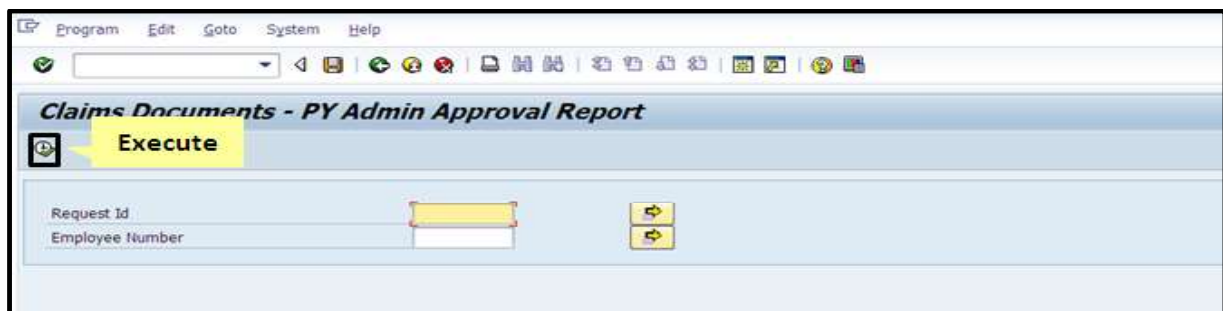 Program Edit Goto System Help
Claims Documents - PY Admin Approval Report
Execute
Request Id
Employee Number